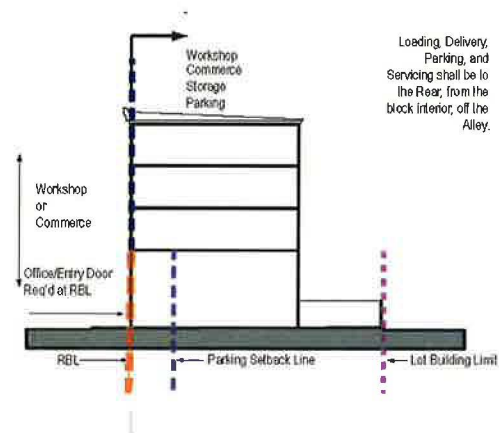 Workshop
Commerce
Storage
Parking
Loading, Delivery,
Parking, and
Servicing shall be to
the Rear, from the
block interior, off the
Alley.
Workshop
or
Commerce
Office/Entry Door
Req'd at RBL
RBL
Parking Setback Line
Lot Building Limit